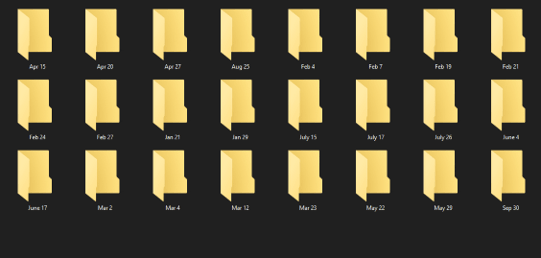 Apr 15 Apr 20 Apr 27 Aug 25 Feb 4 Feb 7 Feb 19 Feb 21
Feb 24 Feb 27 Jan 21 Jan 29 July 15 July 17 July 26 June 4
June 17 Mar 2 Mar 4 Mar 12 Mar 23 May 22 May 29 Sep 30